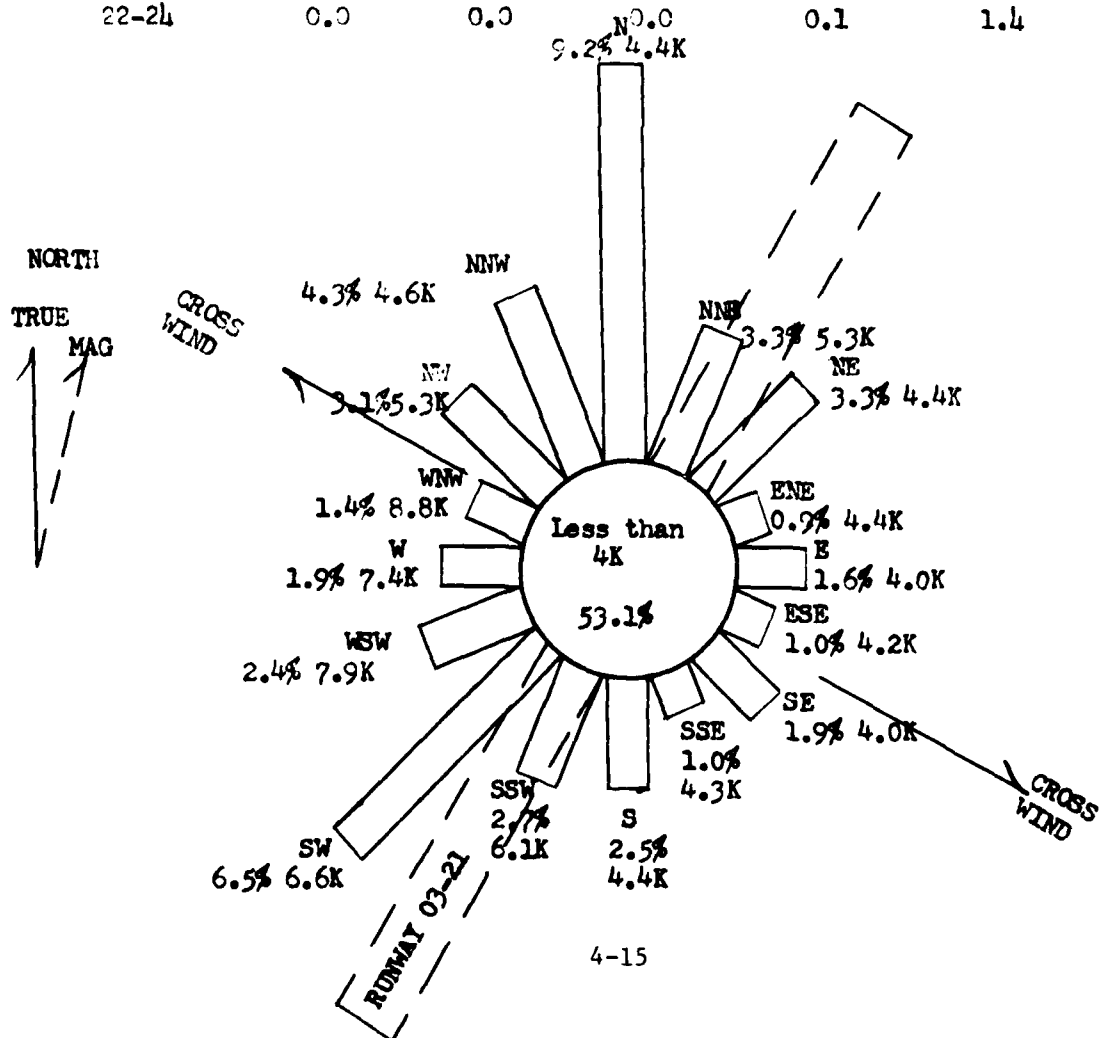 22-24 0.0 0.0 0.0 0.1 1.4
N
9.2% 4.4K
NORTH
TRUE
MAG
CROSS
WIND
NNW
4.3% 4.6K
NNE
3.3% 5.3K
NW
3.1% 5.3K
NE
3.3% 4.4K
WNW
1.4% 8.8K
ENE
0.9% 4.4K
Less than
4K
53.1%
W
1.9% 7.4K
E
1.6% 4.0K
WSW
2.4% 7.9K
ESE
1.0% 4.2K
SE
1.9% 4.0K
SSE
1.0%
4.3K
CROSS
WIND
SSW
2.7%
6.1K
S
2.5%
4.4K
SW
6.5% 6.6K
RUNWAY 03-21
4-15